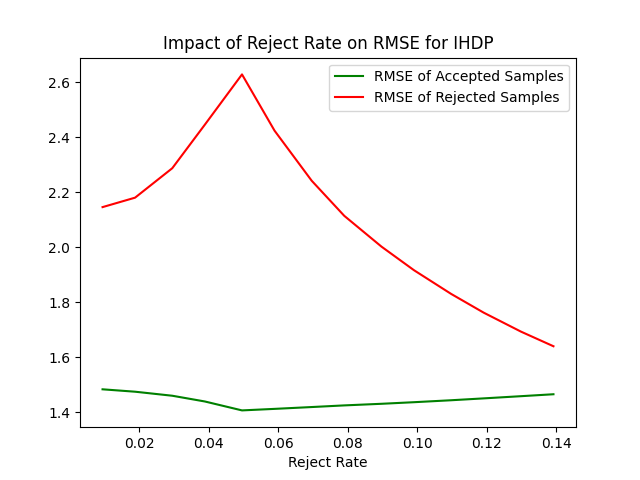 Impact of Reject Rate on RMSE for IHDP
RMSE of Accepted Samples
RMSE of Rejected Samples
2.6
2.4
2.2
2.0
1.8
1.6
1.4
0.02 0.04 0.06 0.08 0.10 0.12 0.14
Reject Rate